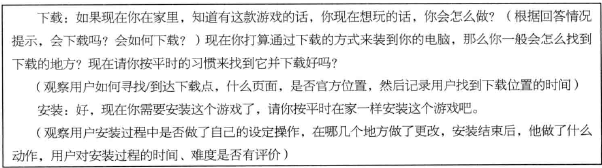 下载：如果现在你在家里，知道有这款游戏的话，你现在想玩的话，你会怎么做？（根据回答情况
提示，会下载吗？会如何下载？）现在你打算通过下载的方式来装到你的电脑，那么你一般会怎么找到
下载的地方？现在请你按平时的习惯来找到它并下载好吗？
（观察用户如何寻找/到达下载点，什么页面，是否官方位置，然后记录用户找到下载位置的时间）
安装：好，现在你需要安装这个游戏了，请你按平时在家一样安装这个游戏吧。
（观察用户安装过程中是否做了自己的设定操作，在哪几个地方做了更改，安装结束后，他做了什么
动作，用户对安装过程的时间、难度是否有评价）